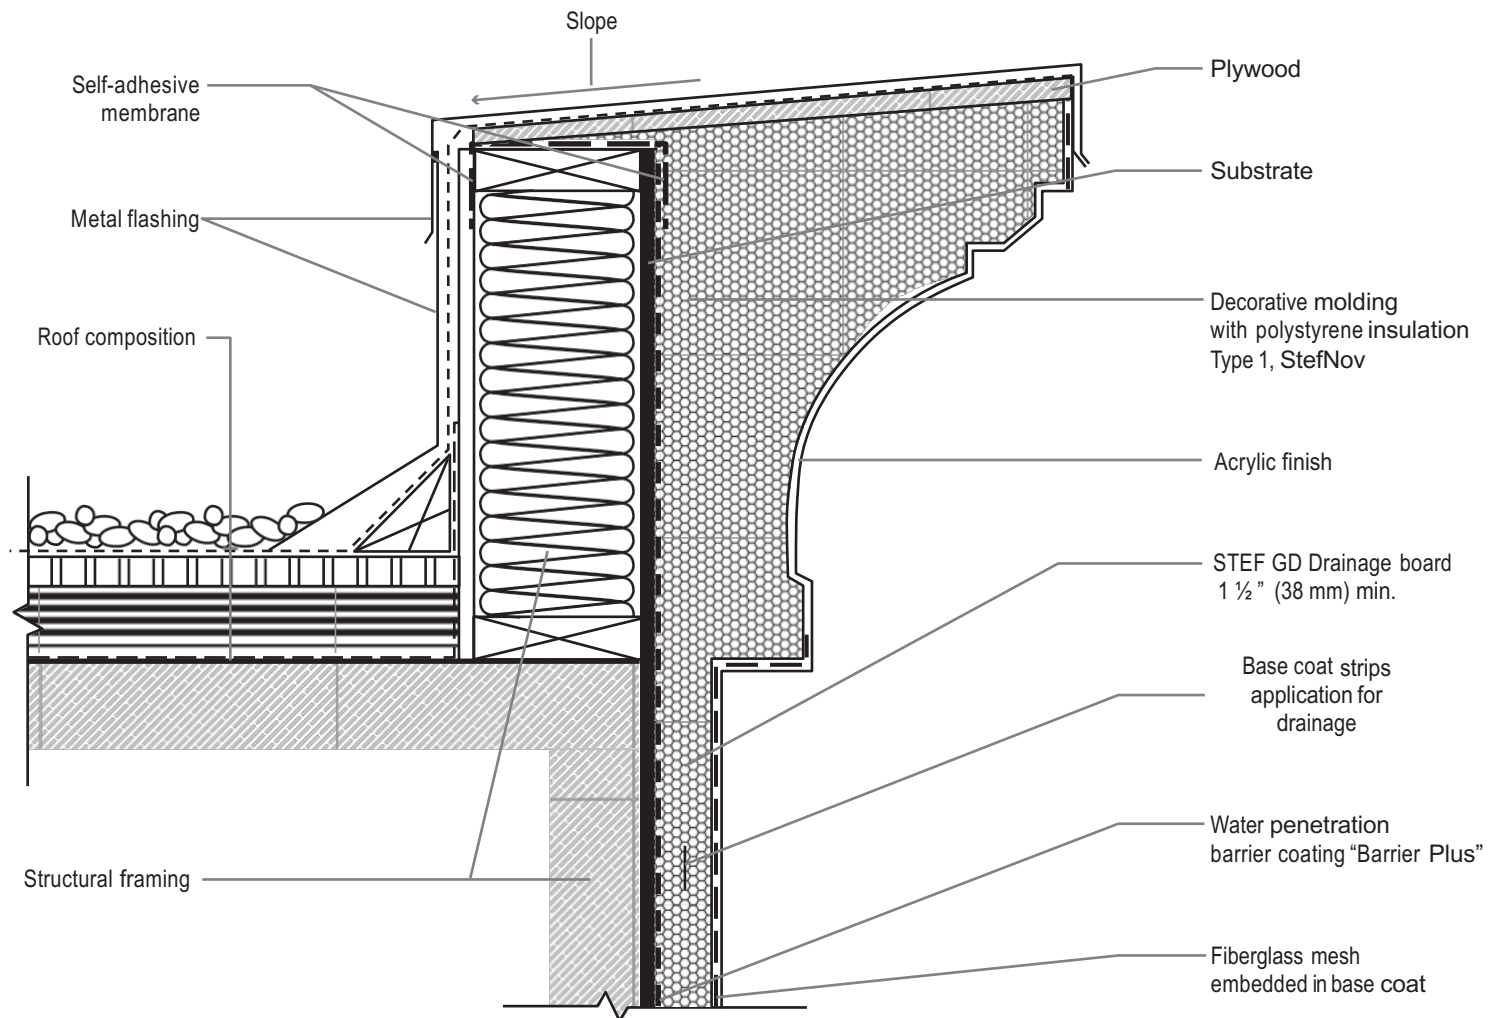 Slope
Self-adhesive
membrane
Metal flashing
Roof composition
Structural framing
Plywood
Substrate
Decorative molding
with polystyrene insulation
Type 1, StefNov
Acrylic finish
STEF GD Drainage board
1 ½” (38 mm) min.
Base coat strips
application for
drainage
Water penetration
barrier coating “Barrier Plus”
Fiberglass mesh
embedded in base coat